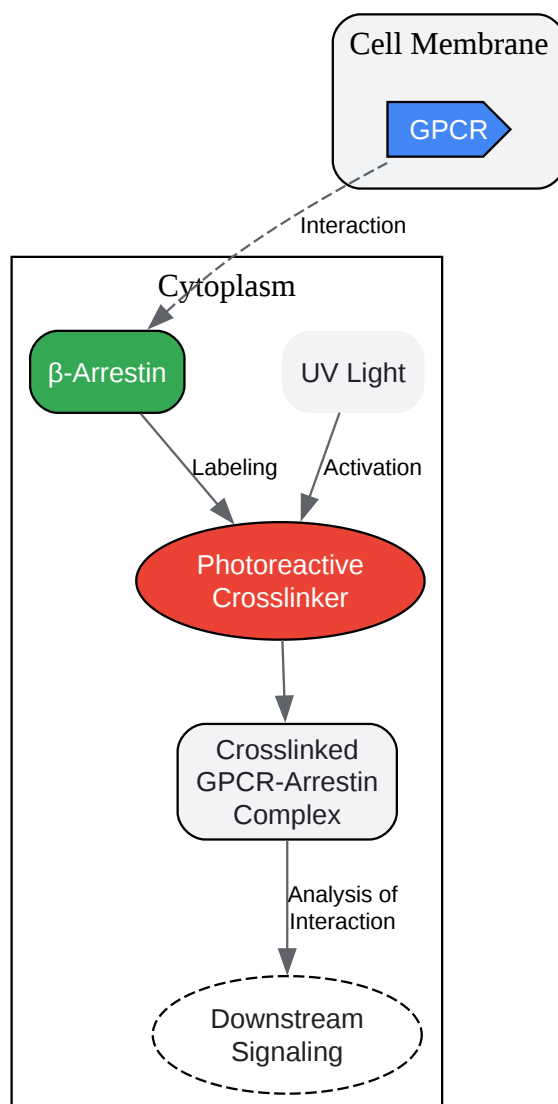 Cell Membrane
GPCR
Interaction
Cytoplasm
β-Arrestin
UV Light
Labeling
Activation
Photoreactive
Crosslinker
Crosslinked
GPCR-Arrestin
Complex
Analysis of
Interaction
Downstream
Signaling